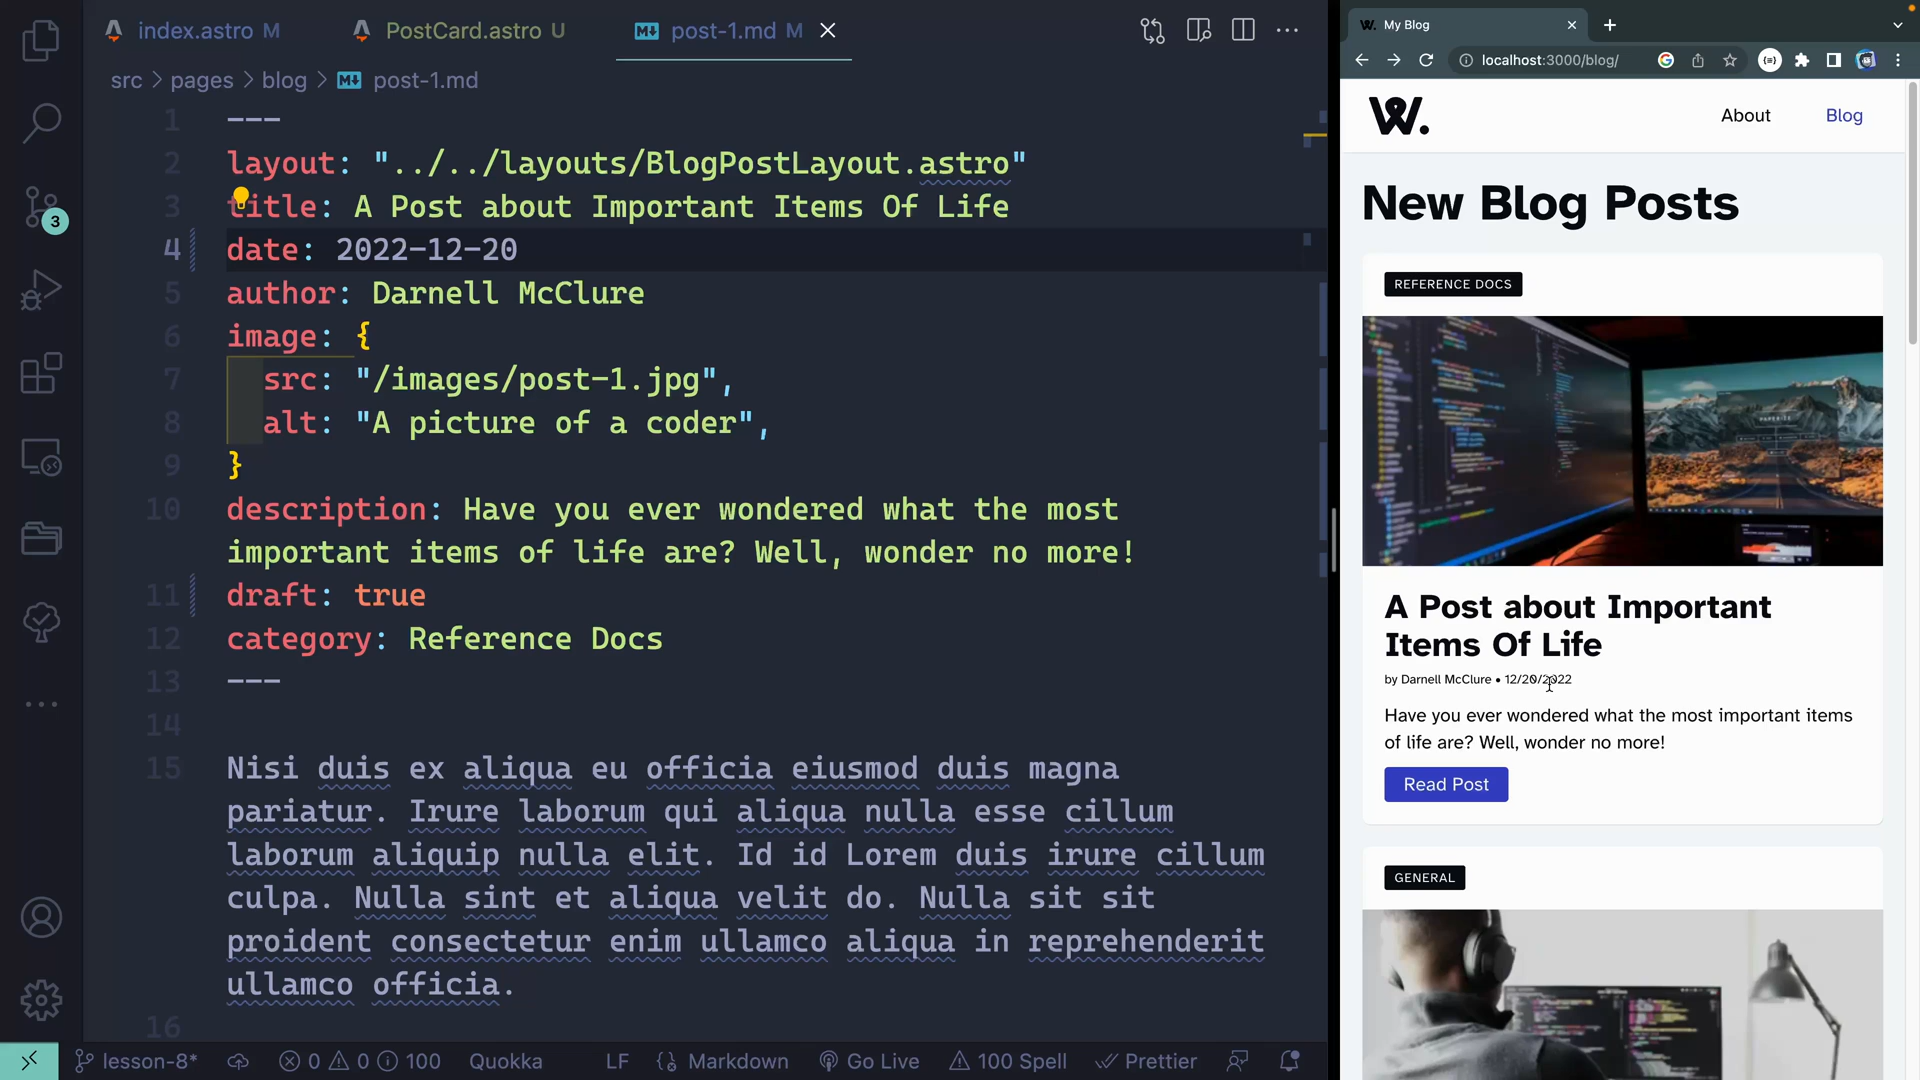 index.astro M
PostCard.astro U
post-1.md M
src > pages > blog > post-1.md
1 ---
2 layout: "../../layouts/BlogPostLayout.astro"
3 title: A Post about Important Items Of Life
4 date: 2022-12-20
5 author: Darnell McClure
6 image: {
7 src: "/images/post-1.jpg",
8 alt: "A picture of a coder",
9 }
10 description: Have you ever wondered what the most
important items of life are? Well, wonder no more!
11 draft: true
12 category: Reference Docs
13 ---
14
15 Nisi duis ex aliqua eu officia eiusmod duis magna
pariatur. Irure laborum qui aliqua nulla esse cillum
laborum aliquip nulla elit. Id id Lorem duis irure cillum
culpa. Nulla sint et aliqua velit do. Nulla sit sit
proident consectetur enim ullamco aliqua in reprehenderit
ullamco officia.
16
3
lesson-8* 0 0 100 Quokka LF Markdown Go Live 100 Spell Prettier
My Blog
localhost:3000/blog/
W.
About
Blog
New Blog Posts
REFERENCE DOCS
A Post about Important
Items Of Life
by Darnell McClure • 12/20/2022
Have you ever wondered what the most important items
of life are? Well, wonder no more!
Read Post
GENERAL